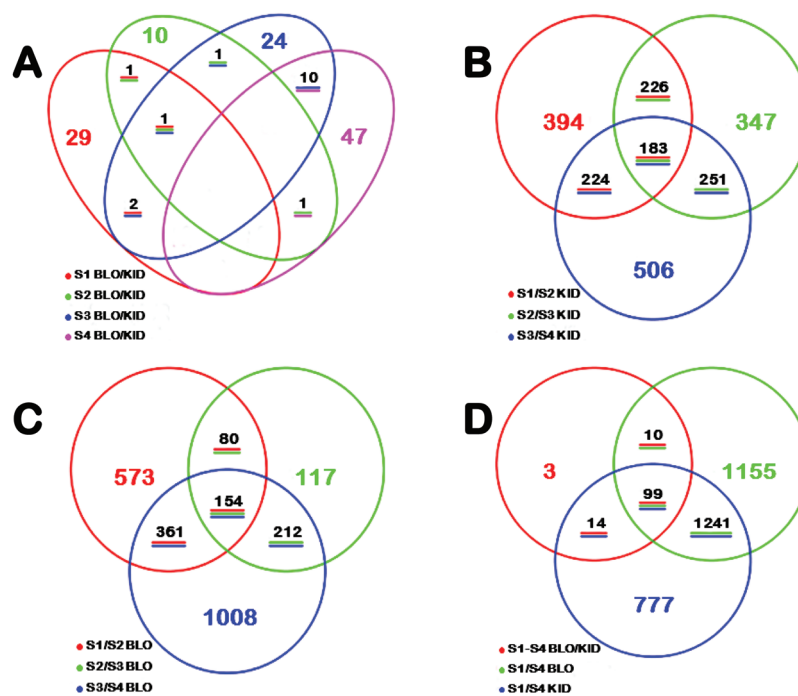 A
10
24
1
1
10
1
29
47
2
1
S1 BLO/KID
S2 BLO/KID
S3 BLO/KID
S4 BLO/KID
B
226
394
347
183
224
251
506
S1/S2 KID
S2/S3 KID
S3/S4 KID
C
80
573
117
154
361
212
1008
S1/S2 BLO
S2/S3 BLO
S3/S4 BLO
D
10
3
1155
99
14
1241
777
S1-S4 BLO/KID
S1/S4 BLO
S1/S4 KID